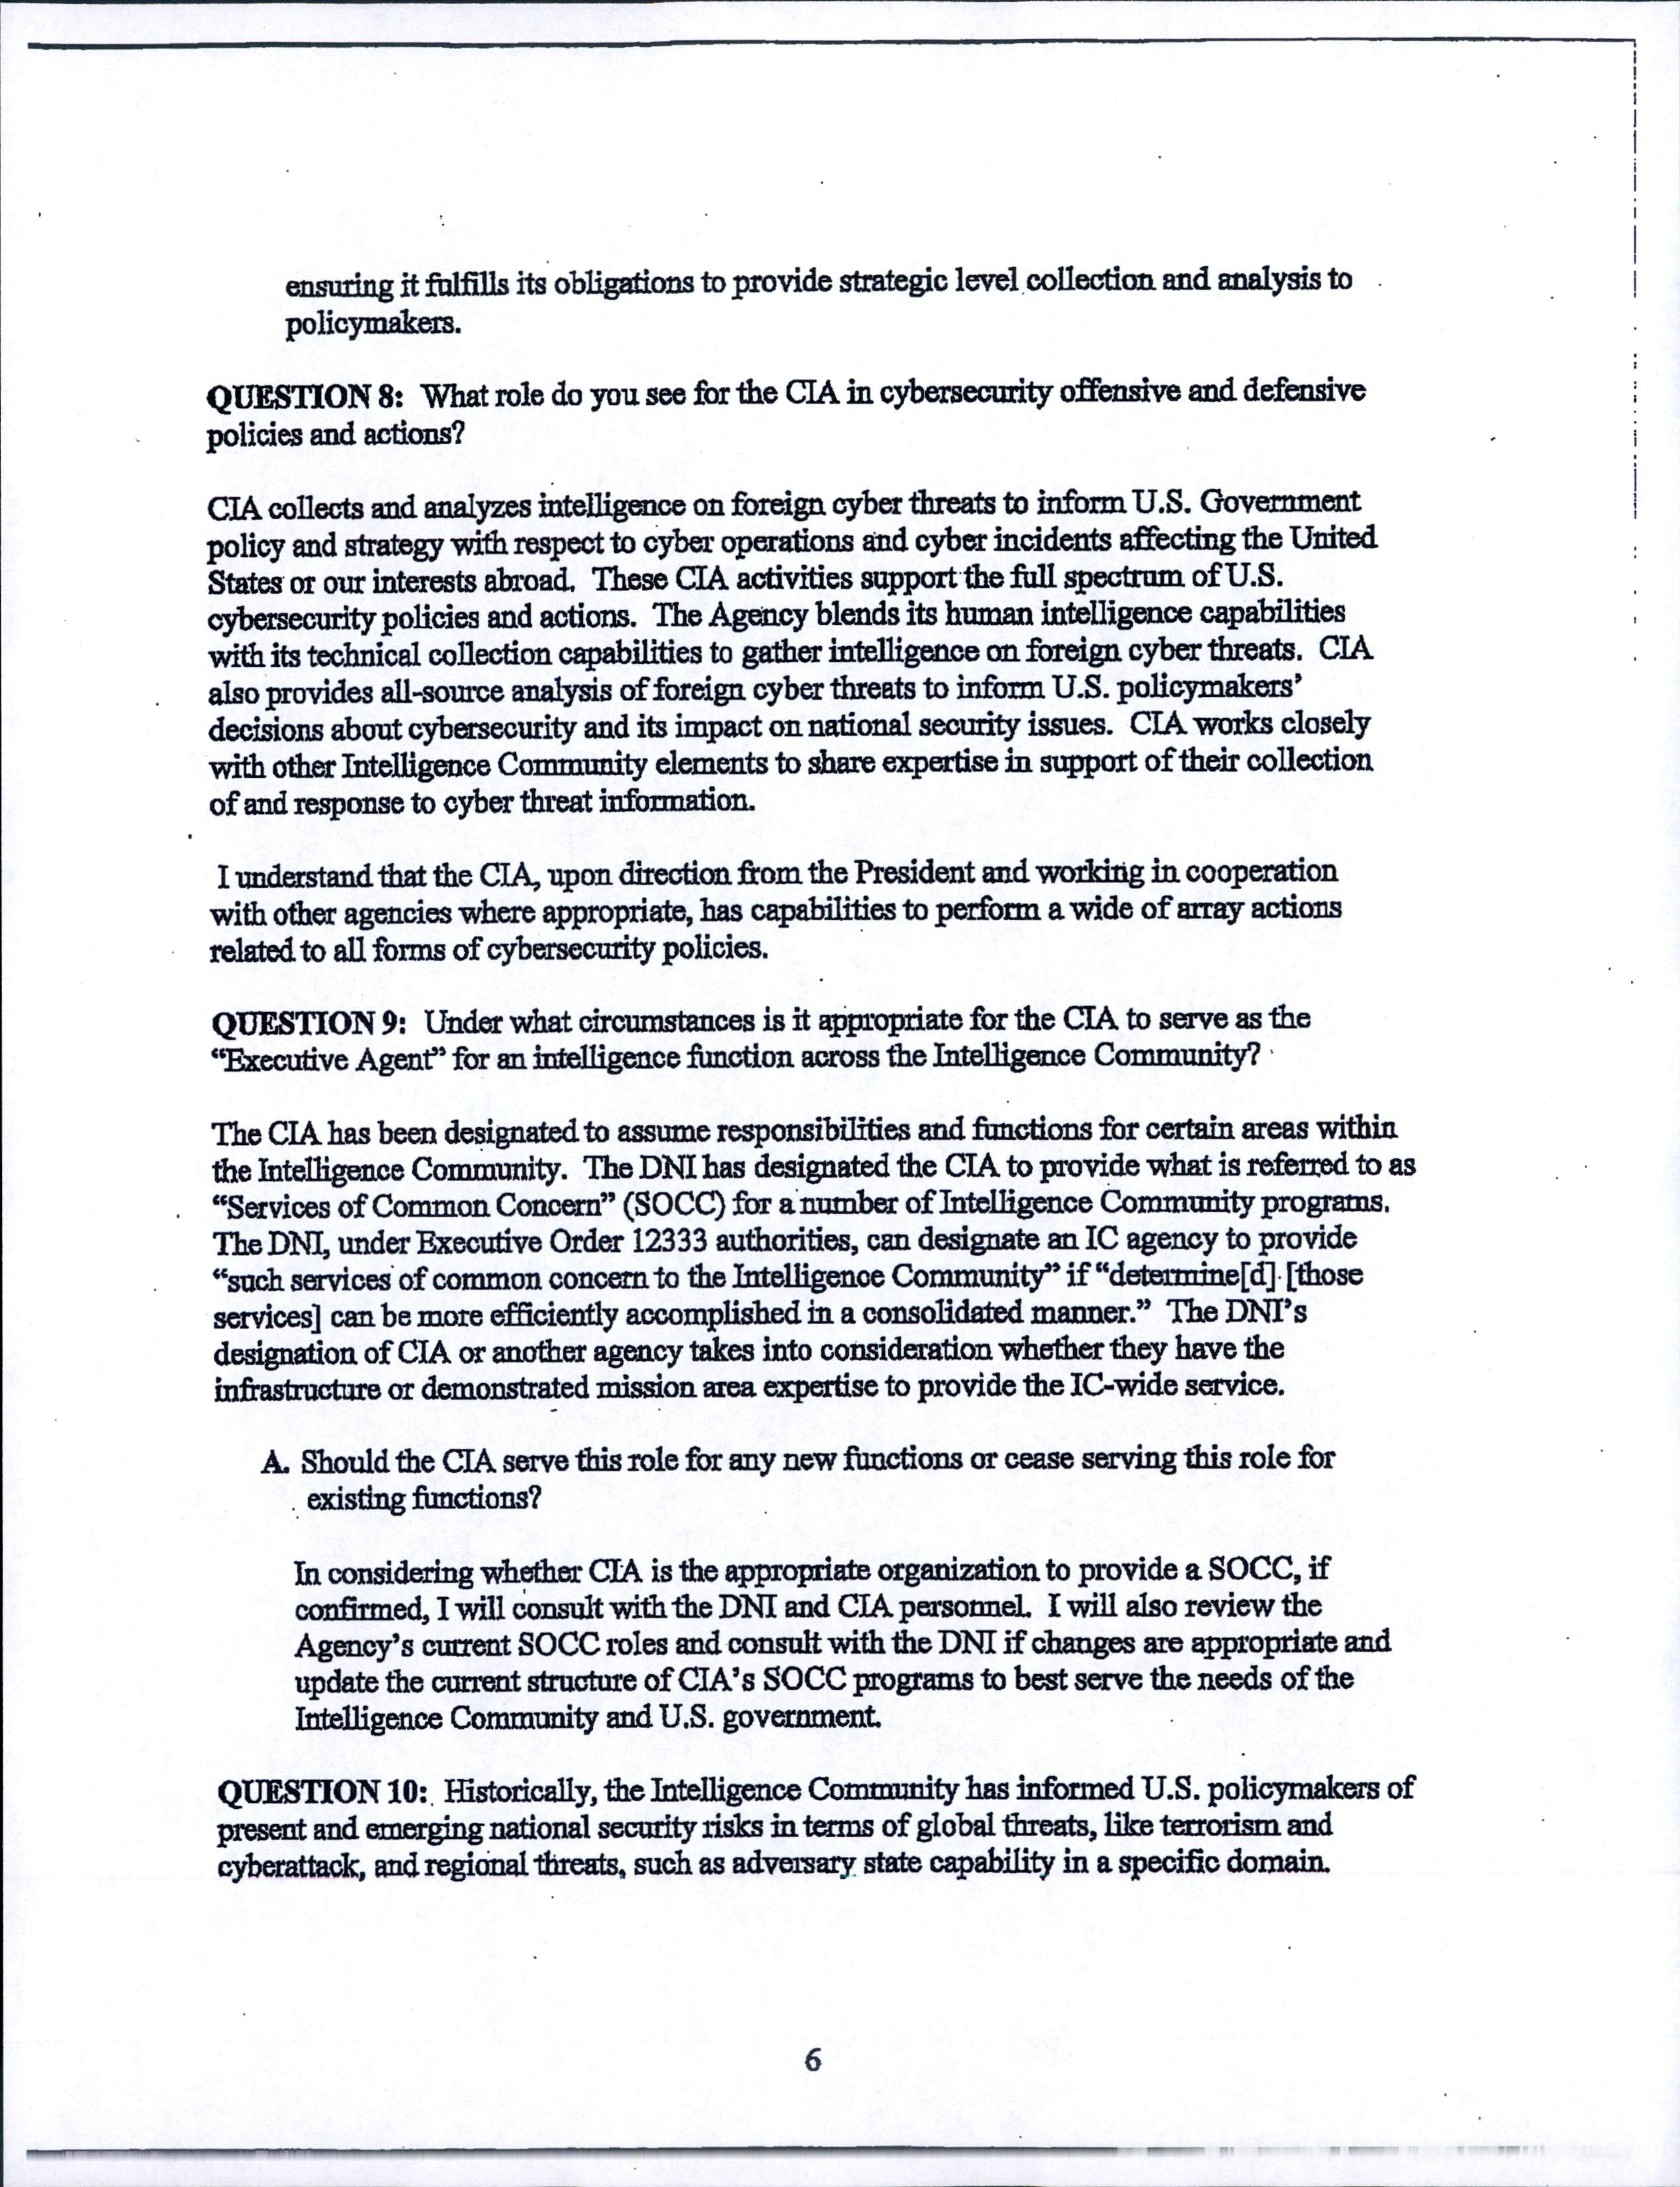 ensuring it fulfills its obligations to provide strategic level collection and analysis to
policymakers.
QUESTION 8: What role do you see for the CIA in cybersecurity offensive and defensive
policies and actions?
CIA collects and analyzes intelligence on foreign cyber threats to inform U.S. Government
policy and strategy with respect to cyber operations and cyber incidents affecting the United
States or our interests abroad. These CIA activities support the full spectrum of U.S.
cybersecurity policies and actions. The Agency blends its human intelligence capabilities
with its technical collection capabilities to gather intelligence on foreign cyber threats. CIA
also provides all-source analysis of foreign cyber threats to inform U.S. policymakers’
decisions about cybersecurity and its impact on national security issues. CIA works closely
with other Intelligence Community elements to share expertise in support of their collection
of and response to cyber threat information.
I understand that the CIA, upon direction from the President and working in cooperation
with other agencies where appropriate, has capabilities to perform a wide of array actions
related to all forms of cybersecurity policies.
QUESTION 9: Under what circumstances is it appropriate for the CIA to serve as the
“Executive Agent” for an intelligence function across the Intelligence Community?
The CIA has been designated to assume responsibilities and functions for certain areas within
the Intelligence Community. The DNI has designated the CIA to provide what is referred to as
“Services of Common Concern” (SOCC) for a number of Intelligence Community programs.
The DNI, under Executive Order 12333 authorities, can designate an IC agency to provide
“such services of common concern to the Intelligence Community” if “determine[d] [those
services] can be more efficiently accomplished in a consolidated manner.” The DNI’s
designation of CIA or another agency takes into consideration whether they have the
infrastructure or demonstrated mission area expertise to provide the IC-wide service.
A. Should the CIA serve this role for any new functions or cease serving this role for
existing functions?
In considering whether CIA is the appropriate organization to provide a SOCC, if
confirmed, I will consult with the DNI and CIA personnel. I will also review the
Agency’s current SOCC roles and consult with the DNI if changes are appropriate and
update the current structure of CIA’s SOCC programs to best serve the needs of the
Intelligence Community and U.S. government.
QUESTION 10: Historically, the Intelligence Community has informed U.S. policymakers of
present and emerging national security risks in terms of global threats, like terrorism and
cyberattack, and regional threats, such as adversary state capability in a specific domain.
6